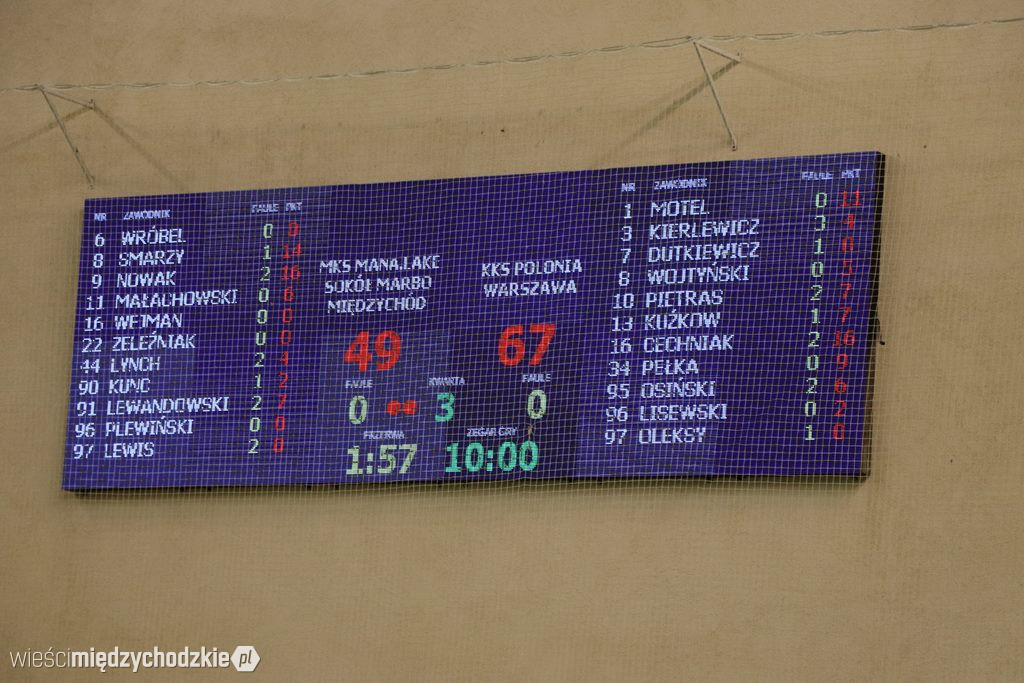 NR ZAWODNIK FAULE PKT
6 WRÓBEL 0 0
8 SMARZY 1 14
9 NOWAK 2 16
11 MAŁACHOWSKI 0 6
16 WEJMAN 0 0
22 ZELEŹNIAK 0 0
44 LYNCH 2 4
90 KUNC 1 2
91 LEWANDOWSKI 2 7
96 PLEWIŃSKI 0 0
97 LEWIS 2 0
MKS MANA.LAKE
SOKÓŁ MARBO
MIĘDZYCHÓD
KKS POLONIA
WARSZAWA
49 67
FAULE KWARTA FAULE
0 3 0
PRZERWA ZEGAR GRY
1:57 10:00
NR ZAWODNIK FAULE PKT
1 MOTEL 0 11
3 KIERLEWICZ 3 4
7 DUTKIEWICZ 1 0
8 WOJTYŃSKI 0 5
10 PIETRAS 2 7
13 KUŹKOW 1 7
16 CECHNIAK 2 16
34 PEŁKA 0 9
95 OSIŃSKI 2 6
96 LISEWSKI 0 2
97 OLEKSY 1 0
wieścimiędzychodzkie.pl